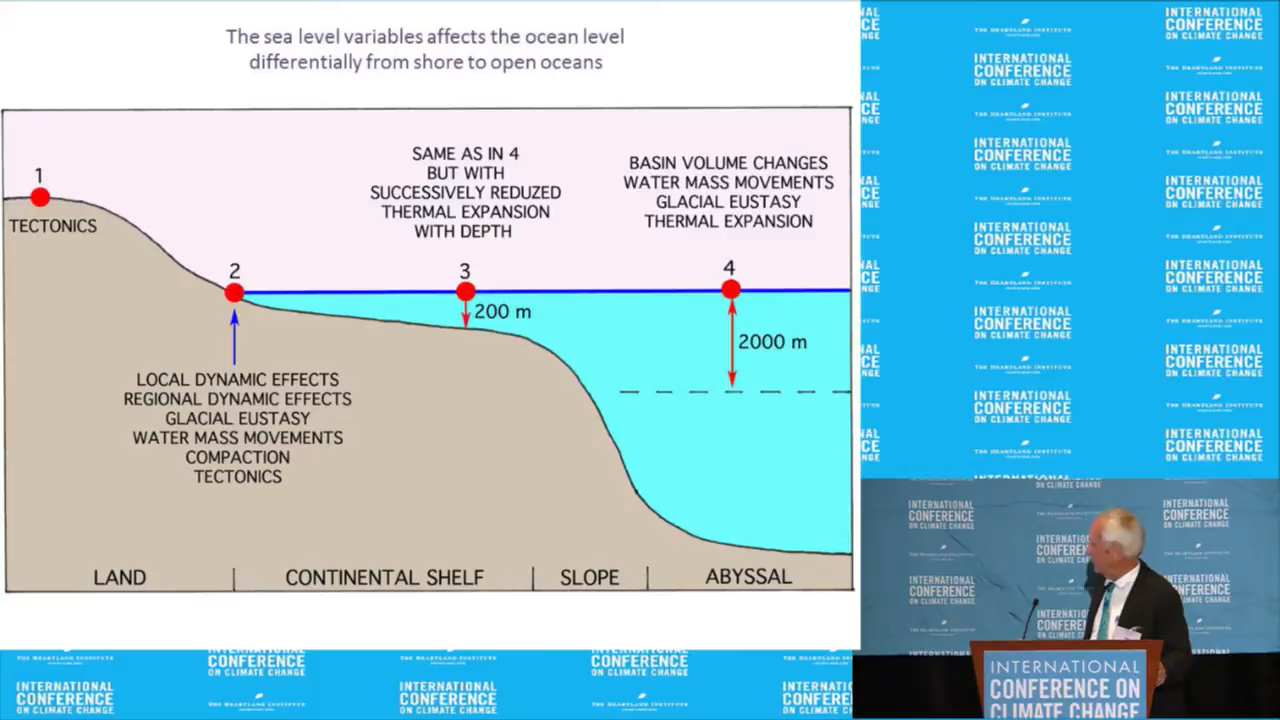 The sea level variables affects the ocean level
differentially from shore to open oceans
1
TECTONICS
SAME AS IN 4
BUT WITH
SUCCESSIVELY REDUZED
THERMAL EXPANSION
WITH DEPTH
BASIN VOLUME CHANGES
WATER MASS MOVEMENTS
GLACIAL EUSTASY
THERMAL EXPANSION
2
3
4
200 m
2000 m
LOCAL DYNAMIC EFFECTS
REGIONAL DYNAMIC EFFECTS
GLACIAL EUSTASY
WATER MASS MOVEMENTS
COMPACTION
TECTONICS
LAND
CONTINENTAL SHELF
SLOPE
ABYSSAL
THE HEARTLAND INSTITUTE
INTERNATIONAL
CONFERENCE
ON CLIMATE CHANGE
INTERNATIONAL
CONFERENCE ON
CLIMATE CHANGE